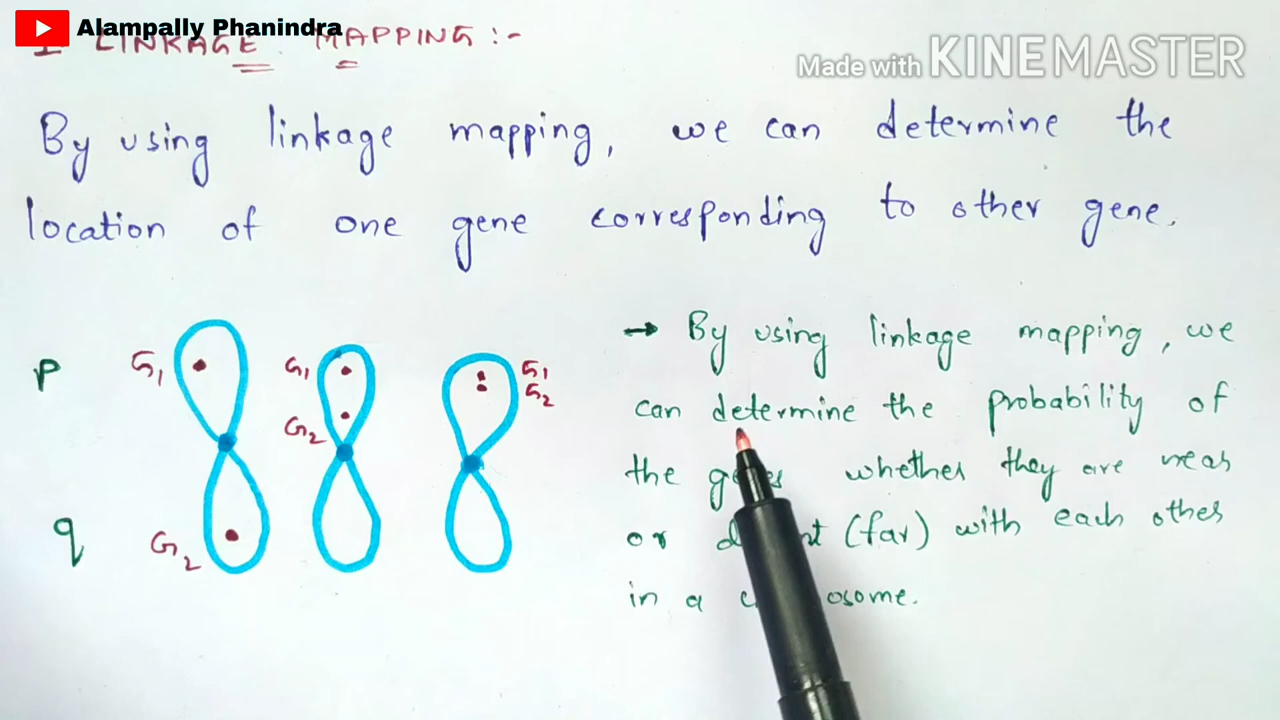 Alampally Phanindra
I LINKAGE MAPPING :-
Made with KINEMASTER
By using linkage mapping, we can determine the
location of one gene corresponding to other gene.
P
G1
G2
G1
G2
G1
G2
q
→ By using linkage mapping, we
can determine the probability of
the whether they are near
or (far) with each other
in a